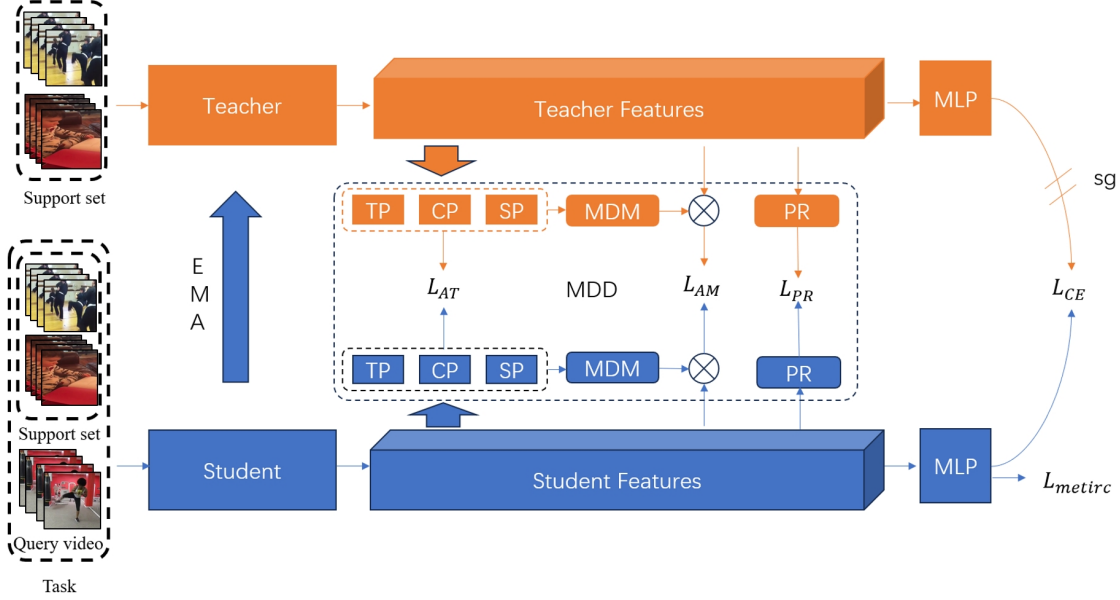 Teacher
Teacher Features
MLP
Support set
sg
TP CP SP MDM PR
E
M
A
L_AT
MDD
L_AM
L_PR
L_CE
TP CP SP MDM PR
Support set
Student
Student Features
MLP
L_metirc
Query video
Task